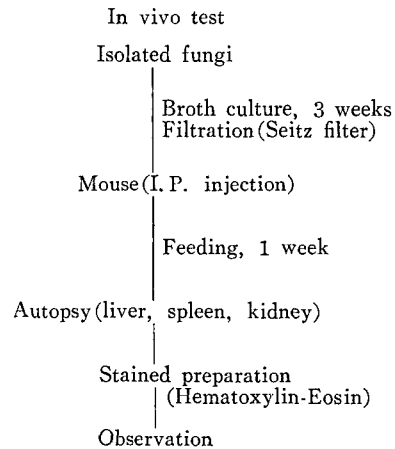 In vivo test
Isolated fungi
Broth culture, 3 weeks
Filtration(Seitz filter)
Mouse(I. P. injection)
Feeding, 1 week
Autopsy(liver, spleen, kidney)
Stained preparation
(Hematoxylin-Eosin)
Observation